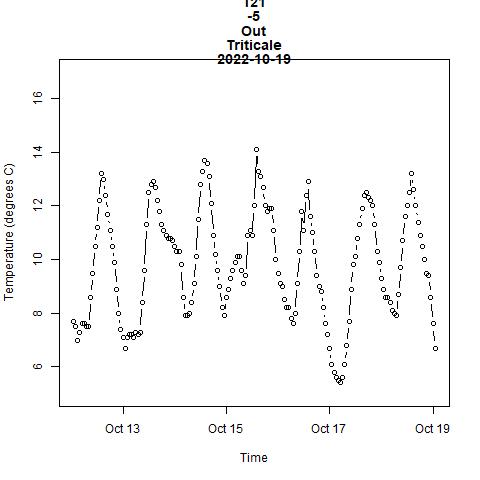 121
-5
Out
Triticale
2022-10-19
16
14
12
10
8
6
Temperature (degrees C)
Oct 13
Oct 15
Oct 17
Oct 19
Time